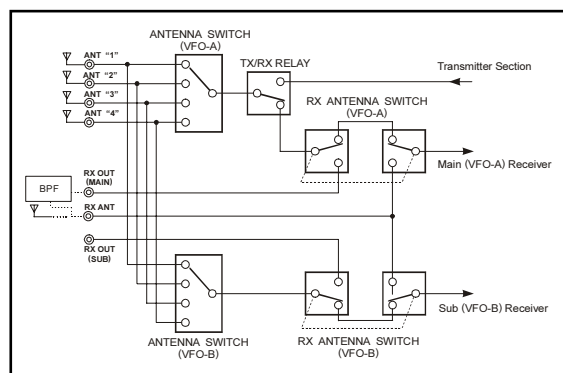 ANTENNA SWITCH
(VFO-A)
ANT "1"
ANT "2"
ANT "3"
ANT "4"
TX/RX RELAY
Transmitter Section
RX ANTENNA SWITCH
(VFO-A)
Main (VFO-A) Receiver
RX OUT
(MAIN)
BPF
RX ANT
RX OUT
(SUB)
Sub (VFO-B) Receiver
ANTENNA SWITCH
(VFO-B)
RX ANTENNA SWITCH
(VFO-B)